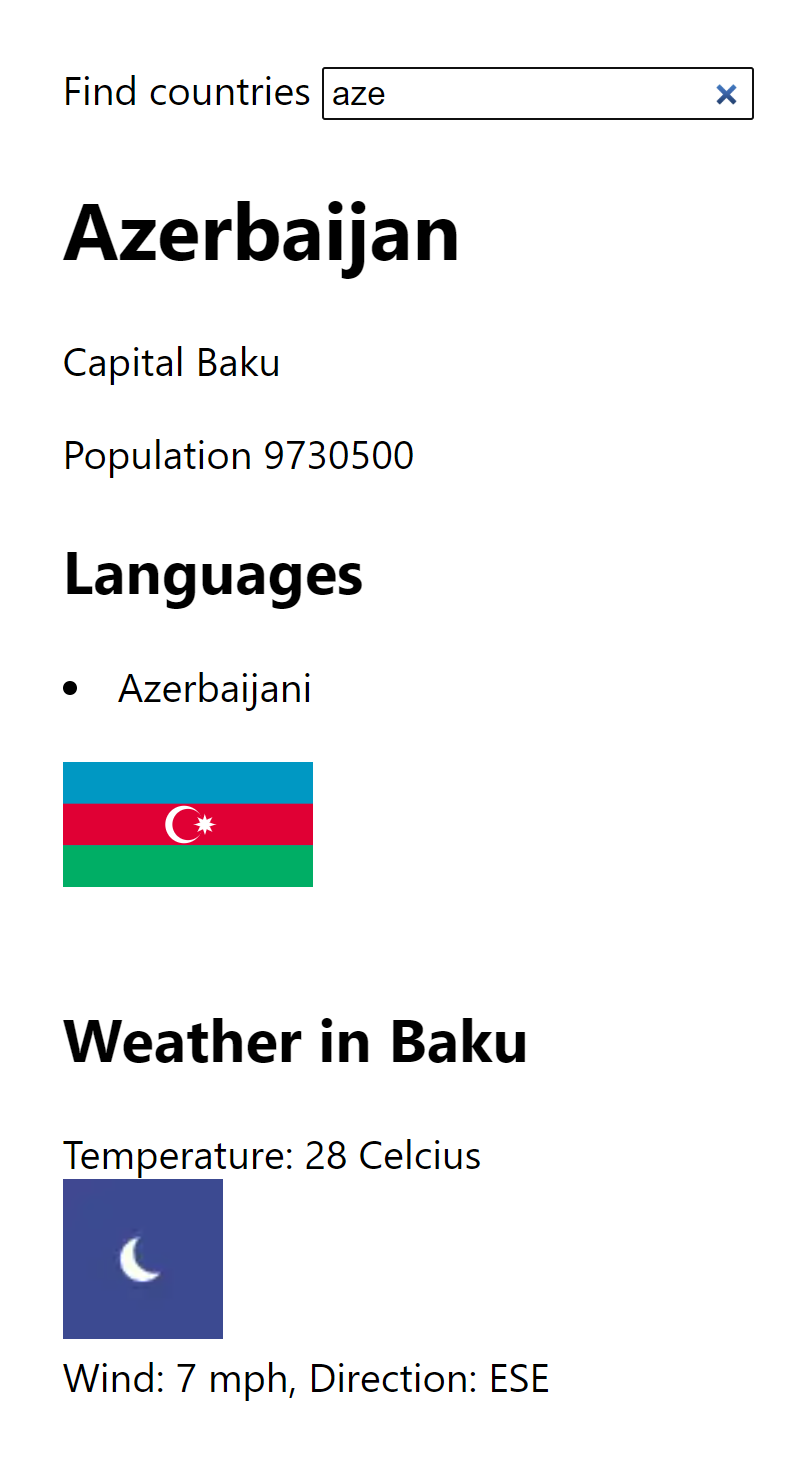 Find countries aze
Azerbaijan
Capital Baku
Population 9730500
Languages
• Azerbaijani
Weather in Baku
Temperature: 28 Celcius
Wind: 7 mph, Direction: ESE